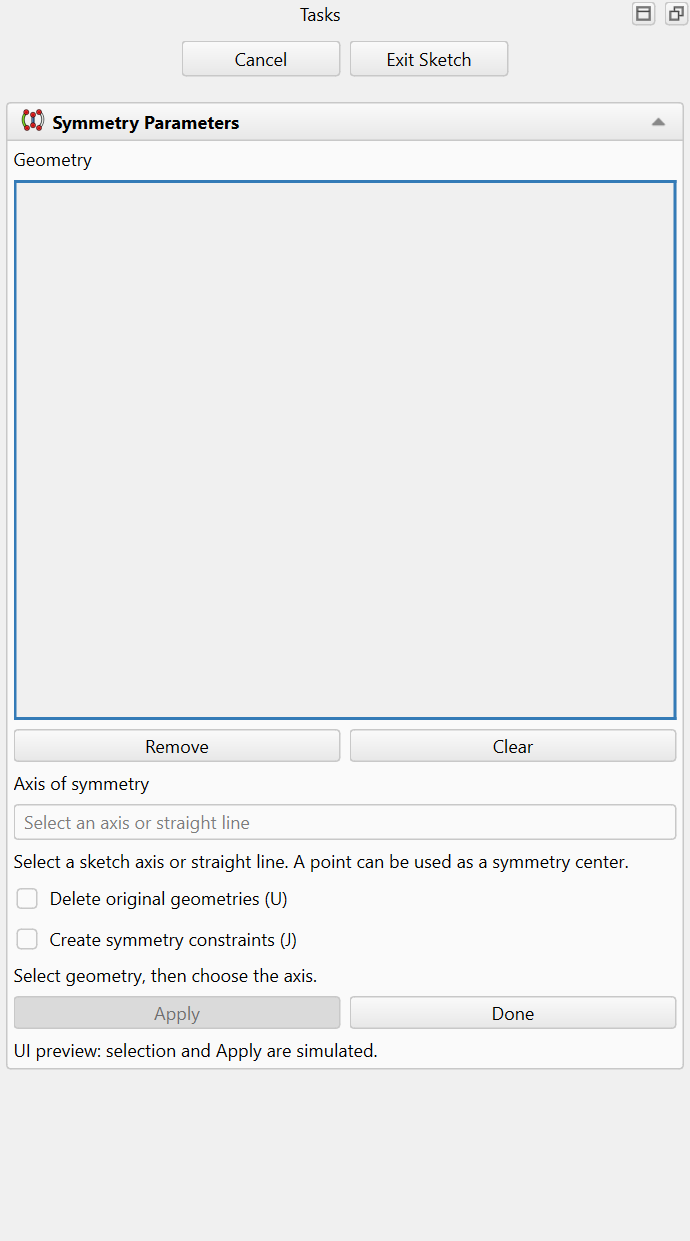 Tasks
Cancel
Exit Sketch
Symmetry Parameters
Geometry
Remove
Clear
Axis of symmetry
Select an axis or straight line
Select a sketch axis or straight line. A point can be used as a symmetry center.
Delete original geometries (U)
Create symmetry constraints (J)
Select geometry, then choose the axis.
Apply
Done
UI preview: selection and Apply are simulated.